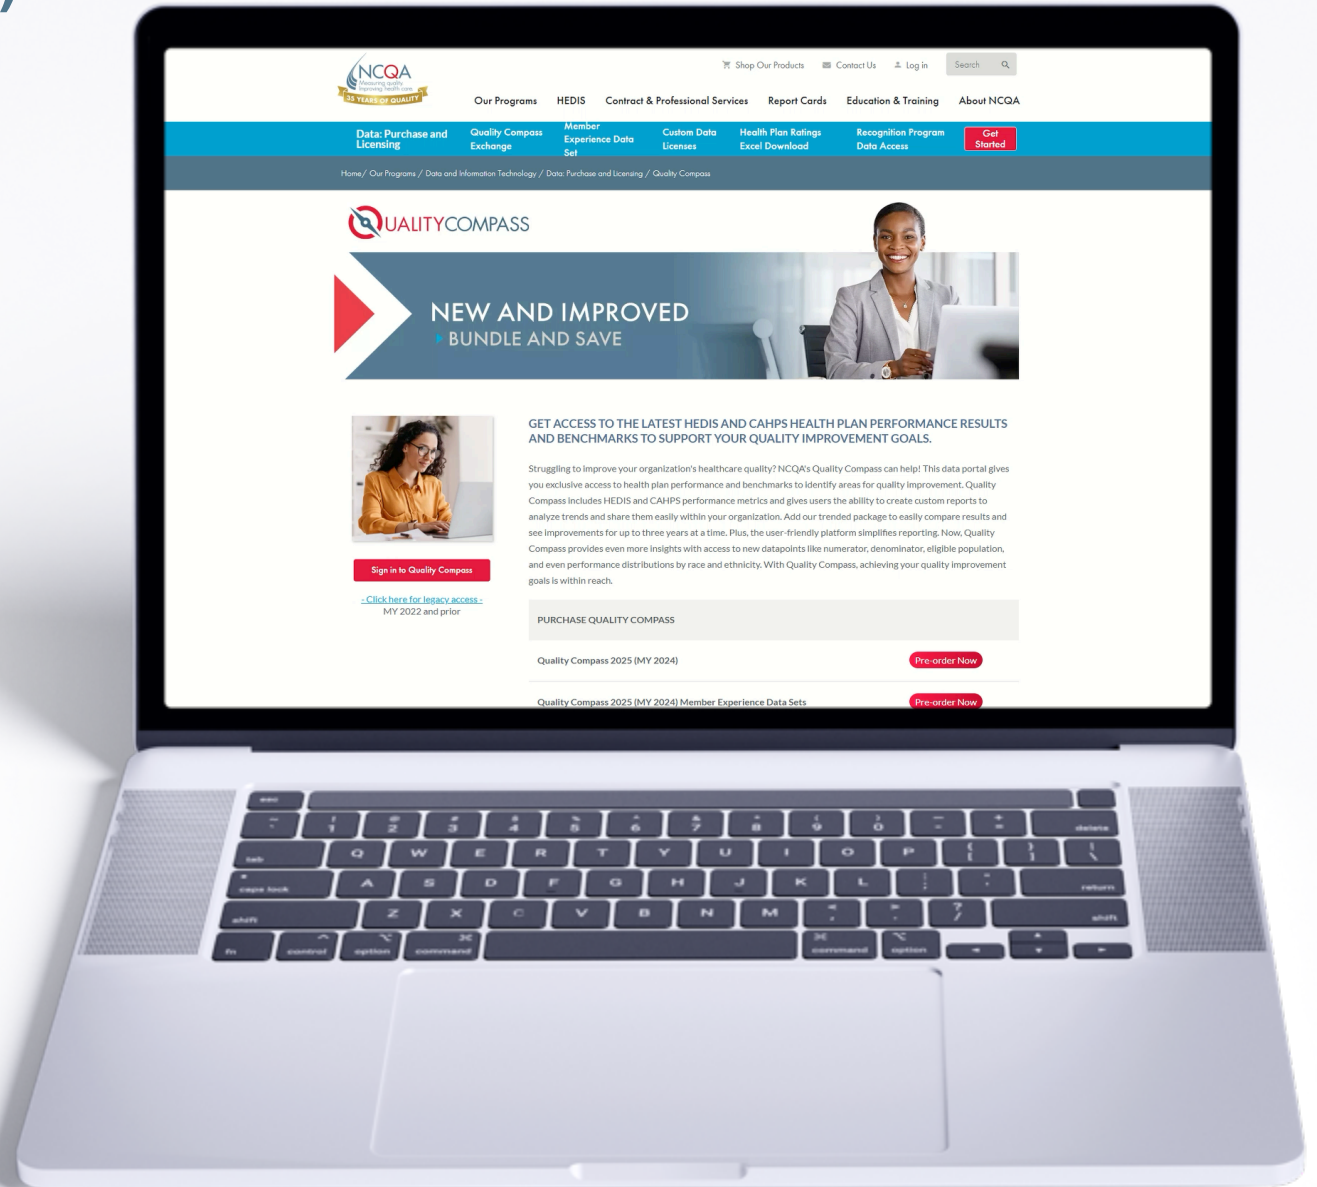 NCQA
Measuring quality.
Improving health care.
35 YEARS OF QUALITY
Shop Our Products
Contact Us
Log in
Search
Our Programs
HEDIS
Contract & Professional Services
Report Cards
Education & Training
About NCQA
Data: Purchase and
Licensing
Quality Compass
Exchange
Member
Experience Data
Set
Custom Data
Licenses
Health Plan Ratings
Excel Download
Recognition Program
Data Access
Get
Started
Home/ Our Programs / Data and Information Technology / Data: Purchase and Licensing / Quality Compass
QUALITYCOMPASS
NEW AND IMPROVED
BUNDLE AND SAVE
Sign in to Quality Compass
- Click here for legacy access -
MY 2022 and prior
GET ACCESS TO THE LATEST HEDIS AND CAHPS HEALTH PLAN PERFORMANCE RESULTS
AND BENCHMARKS TO SUPPORT YOUR QUALITY IMPROVEMENT GOALS.
Struggling to improve your organization's healthcare quality? NCQA's Quality Compass can help! This data portal gives
you exclusive access to health plan performance and benchmarks to identify areas for quality improvement. Quality
Compass includes HEDIS and CAHPS performance metrics and gives users the ability to create custom reports to
analyze trends and share them easily within your organization. Add our trended package to easily compare results and
see improvements for up to three years at a time. Plus, the user-friendly platform simplifies reporting. Now, Quality
Compass provides even more insights with access to new datapoints like numerator, denominator, eligible population,
and even performance distributions by race and ethnicity. With Quality Compass, achieving your quality improvement
goals is within reach.
PURCHASE QUALITY COMPASS
Quality Compass 2025 (MY 2024)
Pre-order Now
Quality Compass 2025 (MY 2024) Member Experience Data Sets
Pre-order Now
esc
~ ` ! 1 @ 2 # 3 $ 4 % 5 ^ 6 & 7 * 8 ( 9 ) 0 — - + = delete
tab Q W E R T Y U I O P { [ } ] | \
caps lock A S D F G H J K L : ; " ' return
shift Z X C V B N M < , > . ? / shift
fn control option command command option